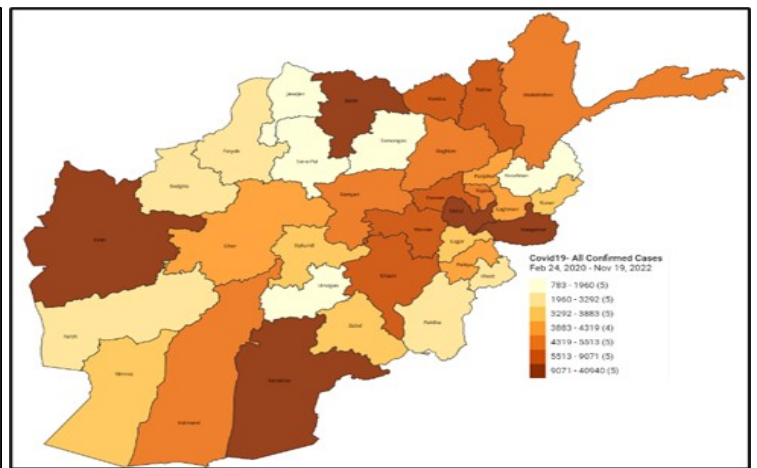 Jawzjan
Balkh
Kunduz
Takhar
Badakhshan
Faryab
Sar-e-Pul
Samangan
Baghlan
Badghis
Panjsher
Nooristan
Bamyan
Parwan
Kapisa
Laghman
Kunar
Herat
Ghor
Wardak
Kabul
Nangarhar
Daykundi
Logar
Paktya
Khost
Ghazni
Urozgan
Farah
Zabul
Paktika
Nimroz
Helmand
Kandahar
Covid19- All Confirmed Cases
Feb 24, 2020 - Nov 19, 2022
783 - 1960 (5)
1960 - 3292 (5)
3292 - 3883 (5)
3883 - 4319 (4)
4319 - 5513 (5)
5513 - 9071 (5)
9071 - 40940 (5)